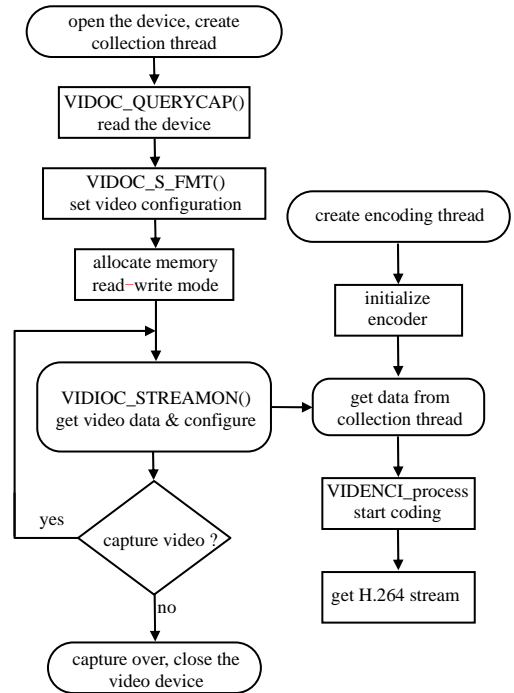 open the device, create
collection thread
VIDOC_QUERYCAP()
read the device
VIDOC_S_FMT()
set video configuration
allocate memory
read-write mode
VIDIOC_STREAMON()
get video data & configure
yes
capture video ?
no
capture over, close the
video device
create encoding thread
initialize
encoder
get data from
collection thread
VIDENCI_process
start coding
get H.264 stream